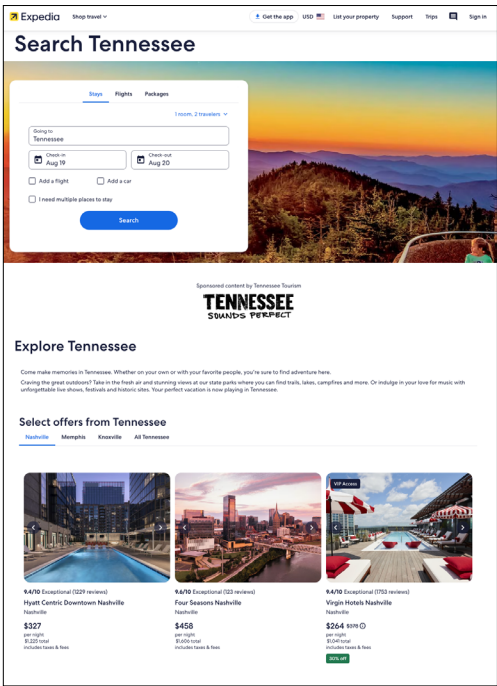 Expedia
Shop travel
Get the app
USD
List your property
Support
Trips
Sign in
Search Tennessee
Stays
Flights
Packages
1 room, 2 travelers
Going to
Tennessee
Check-in
Aug 19
Check-out
Aug 20
Add a flight
Add a car
I need multiple places to stay
Search
Sponsored content by Tennessee Tourism
TENNESSEE
SOUNDS PERFECT
Explore Tennessee
Come make memories in Tennessee. Whether on your own or with your favorite people, you're sure to find adventure here.
Craving the great outdoors? Take in the fresh air and stunning views at our state parks where you can find trails, lakes, campfires and more. Or indulge in your love for music with
unforgettable live shows, festivals and historic sites. Your perfect vacation is now playing in Tennessee.
Select offers from Tennessee
Nashville
Memphis
Knoxville
All Tennessee
9.4/10 Exceptional (1229 reviews)
Hyatt Centric Downtown Nashville
Nashville
$327
per night
$1,225 total
includes taxes & fees
9.6/10 Exceptional (123 reviews)
Four Seasons Nashville
Nashville
$458
per night
$1,606 total
includes taxes & fees
VIP Access
9.4/10 Exceptional (1753 reviews)
Virgin Hotels Nashville
Nashville
$264 $378
per night
$1,041 total
includes taxes & fees
30% off